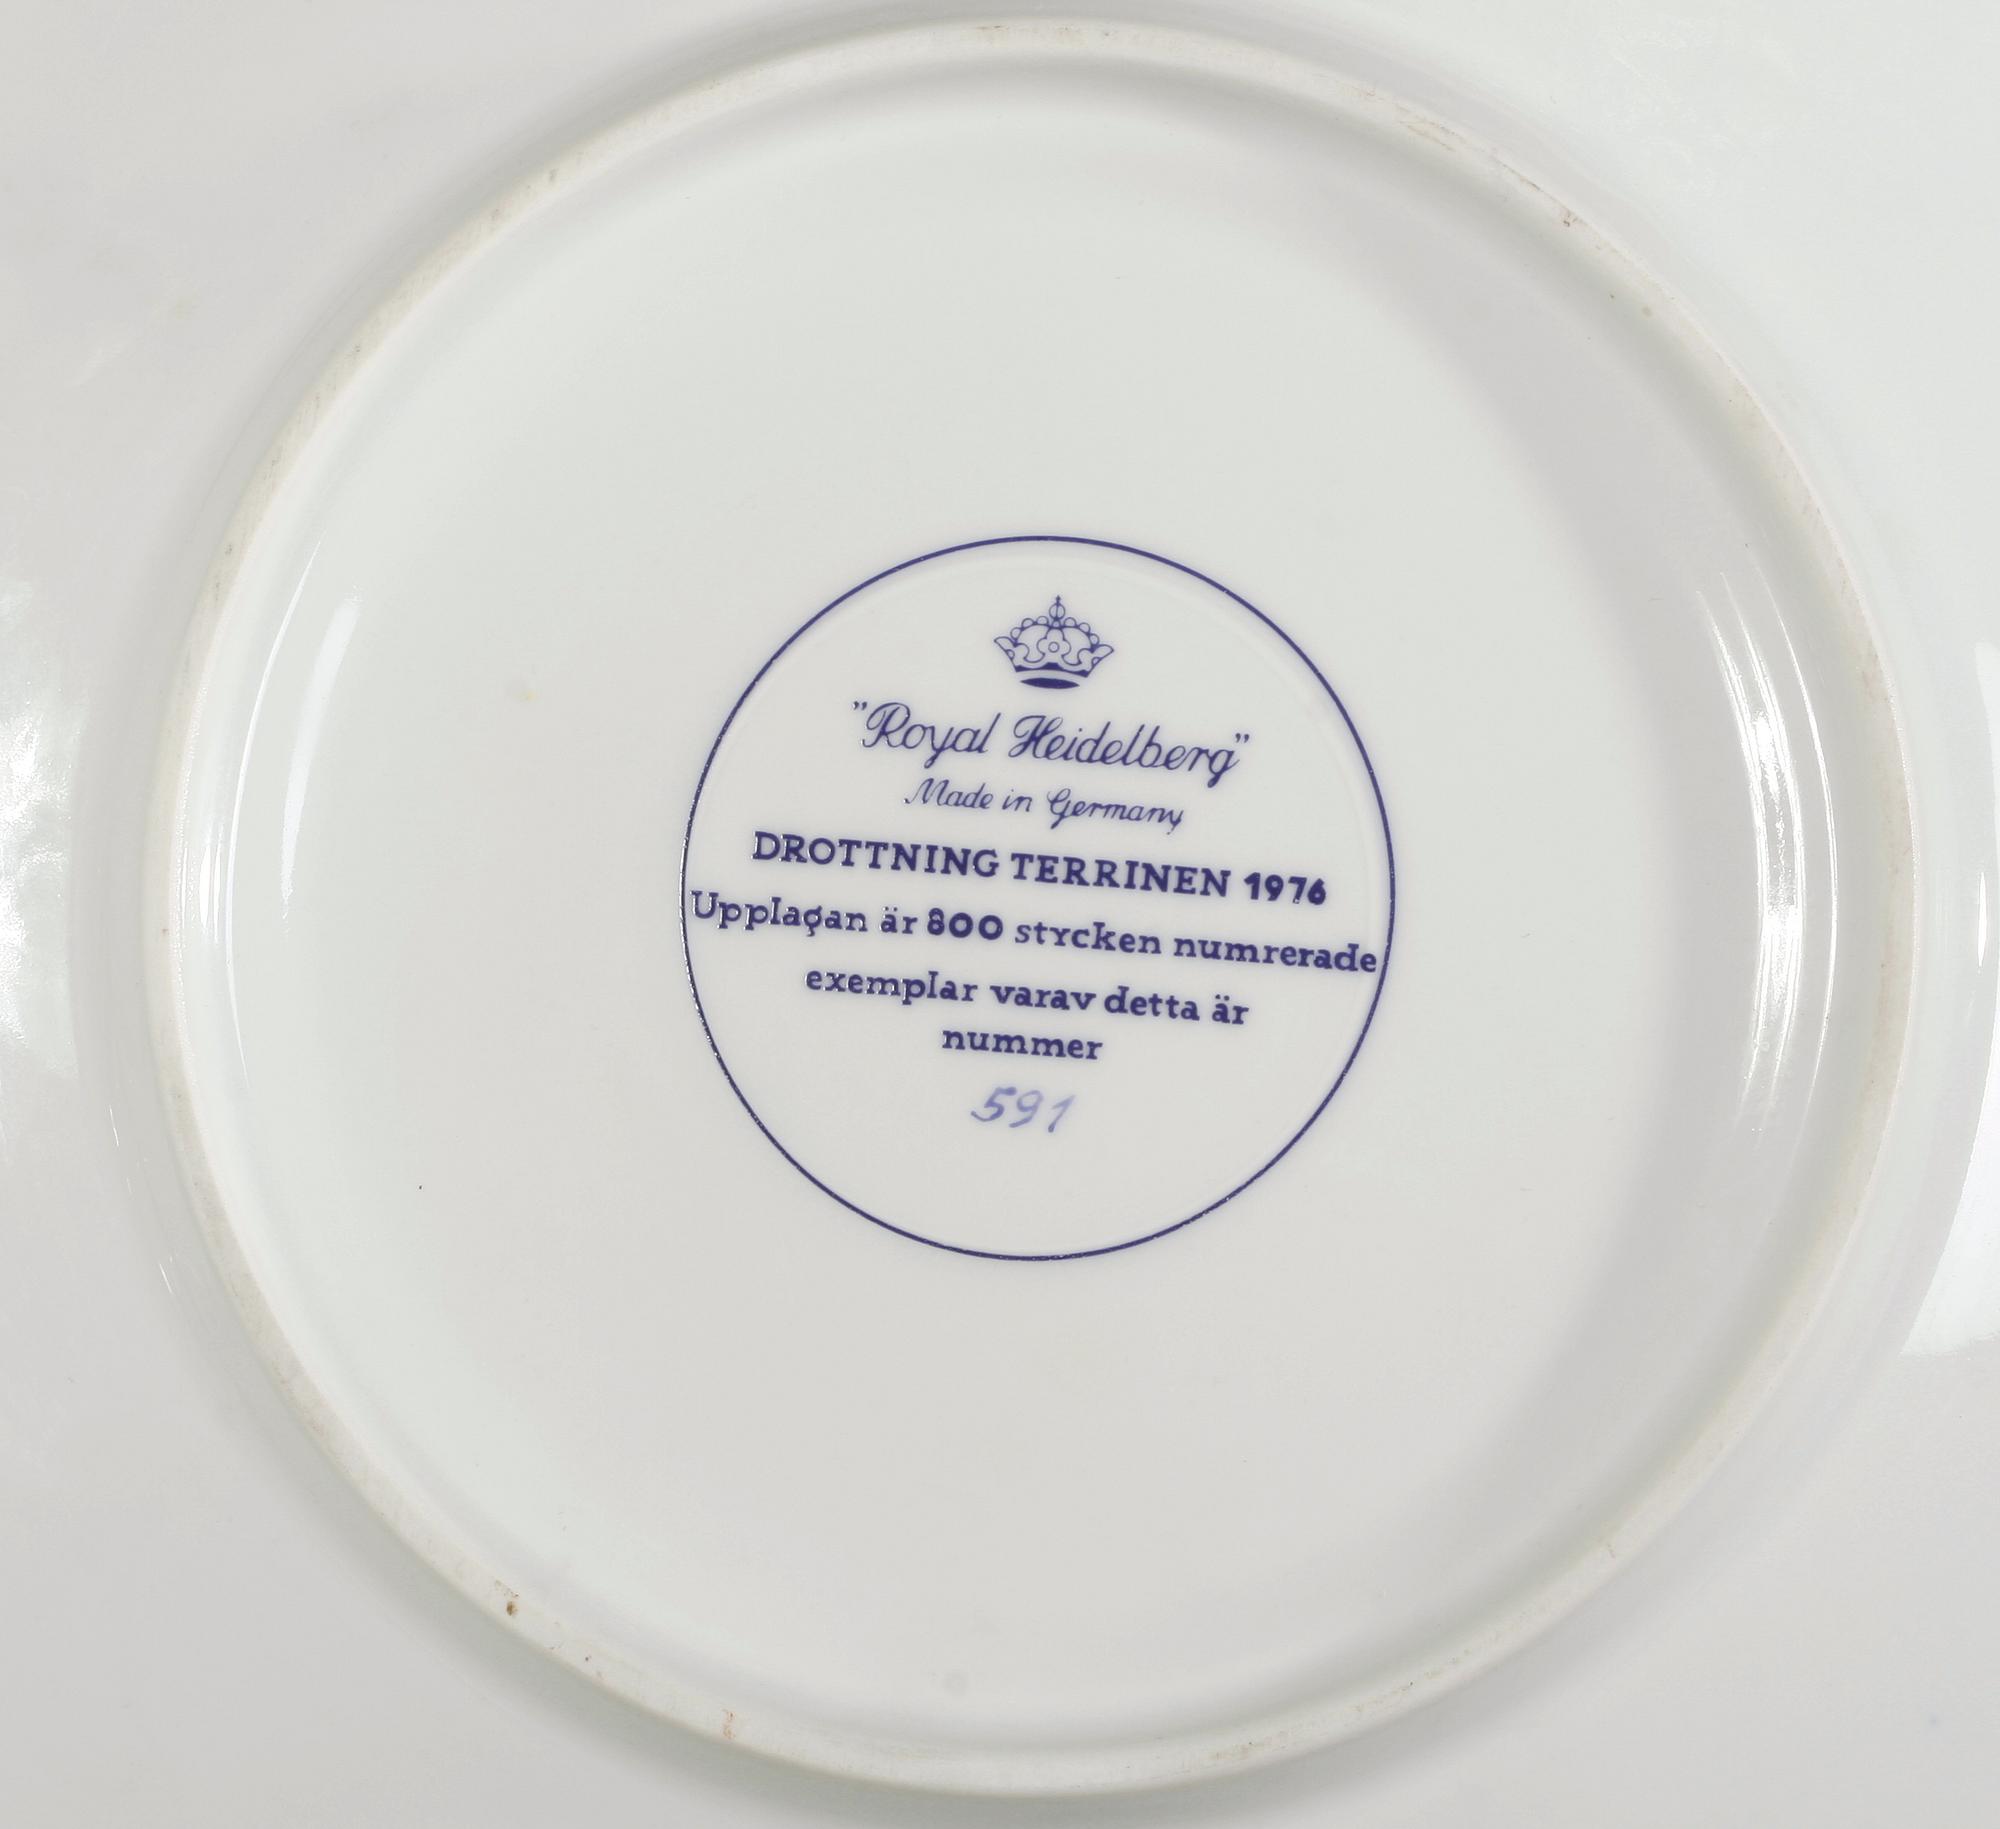 "Royal Heidelberg"
Made in Germany
DROTTNING TERRINEN 1976
Upplagan är 800 stycken numrerade
exemplar varav detta är
nummer
591